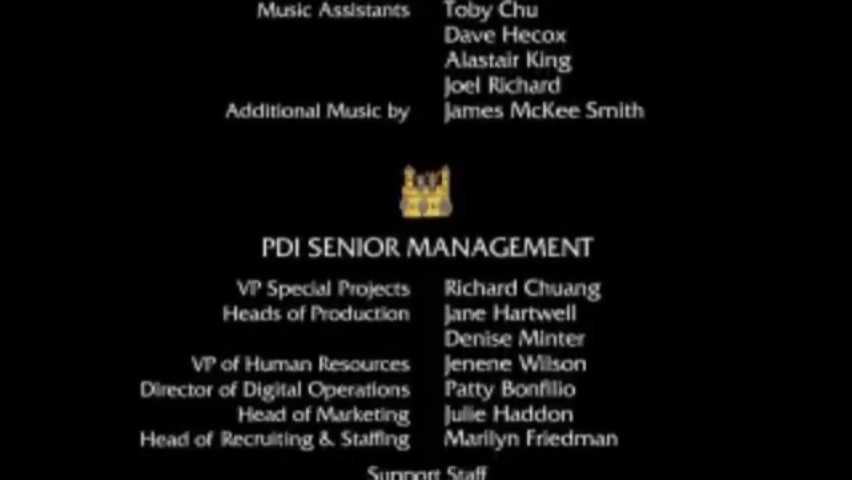 Music Assistants Toby Chu
Dave Hecox
Alastair King
Joel Richard
Additional Music by James McKee Smith
PDI SENIOR MANAGEMENT
VP Special Projects Richard Chuang
Heads of Production Jane Hartwell
Denise Minter
VP of Human Resources Jenene Wilson
Director of Digital Operations Patty Bonfilio
Head of Marketing Julie Haddon
Head of Recruiting & Staffing Marilyn Friedman
Support Staff